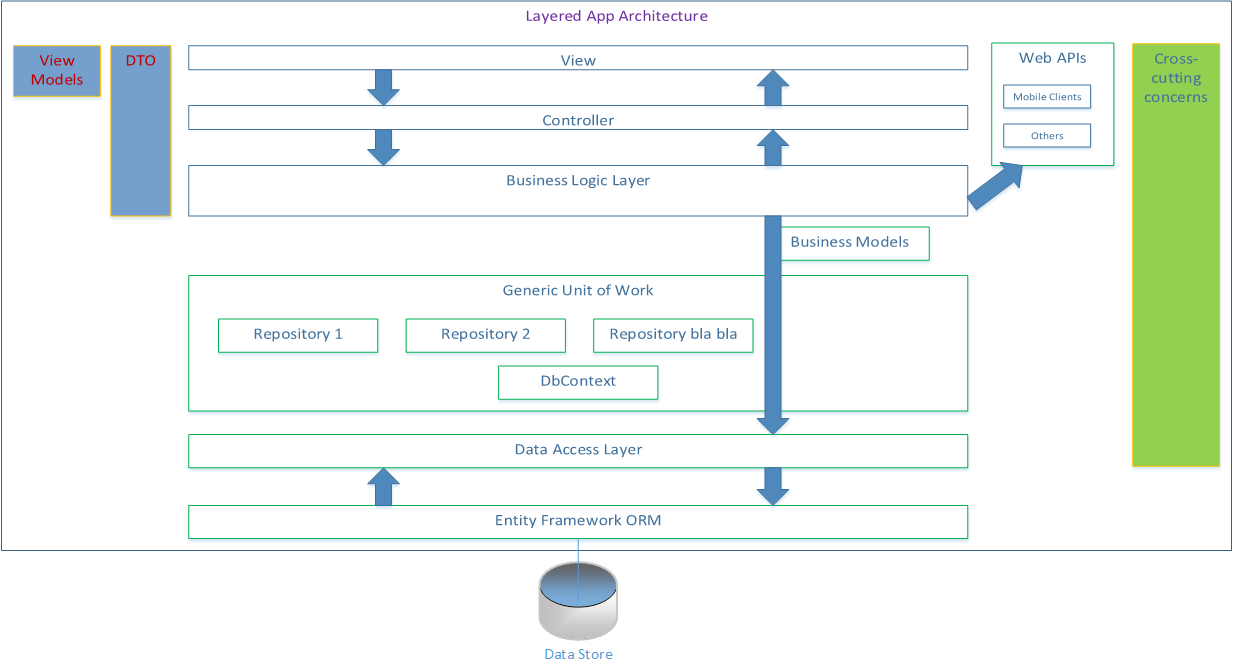 Layered App Architecture
View
Models
DTO
View
Web APIs
Mobile Clients
Others
Cross-
cutting
concerns
Controller
Business Logic Layer
Business Models
Generic Unit of Work
Repository 1
Repository 2
Repository bla bla
DbContext
Data Access Layer
Entity Framework ORM
Data Store